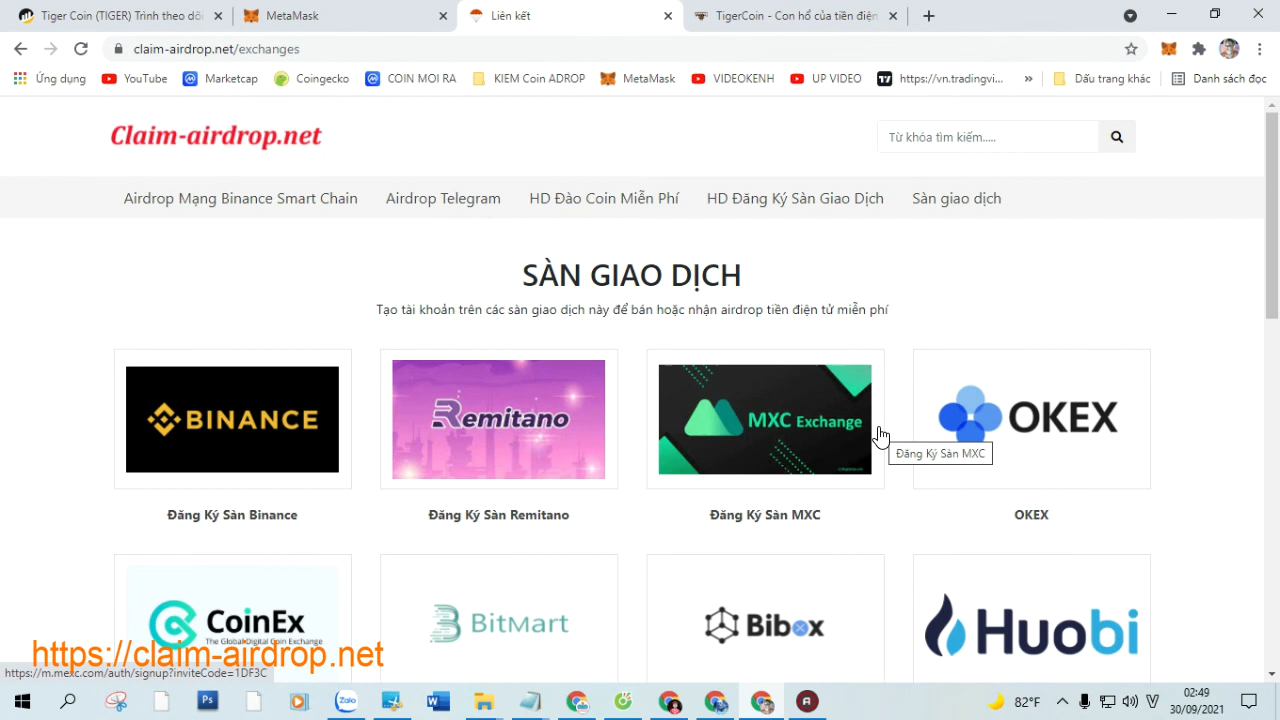 Tiger Coin (TIGER) Trình theo dõi
MetaMask
Liên kết
TigerCoin - Con hổ của tiền điện
claim-airdrop.net/exchanges
Ứng dụng
YouTube
Marketcap
Coingecko
COIN MOI RA
KIEM Coin ADROP
MetaMask
VIDEOKENH
UP VIDEO
https://vn.tradingvi...
»
Dấu trang khác
Danh sách đọc
Claim-airdrop.net
Từ khóa tìm kiếm.....
Airdrop Mạng Binance Smart Chain
Airdrop Telegram
HD Đào Coin Miễn Phí
HD Đăng Ký Sàn Giao Dịch
Sàn giao dịch
SÀN GIAO DỊCH
Tạo tài khoản trên các sàn giao dịch này để bán hoặc nhận airdrop tiền điện tử miễn phí
BINANCE
Remitano
MXC Exchange
OKEX
Đăng Ký Sàn MXC
Đăng Ký Sàn Binance
Đăng Ký Sàn Remitano
Đăng Ký Sàn MXC
OKEX
CoinEx
The Global Digital Coin Exchange
BitMart
Bibox
Huobi
https://claim-airdrop.net
https://m.mexc.com/auth/signup?inviteCode=1DF3C
Ps
Zalo
W
A
82°F
V
02:49
30/09/2021